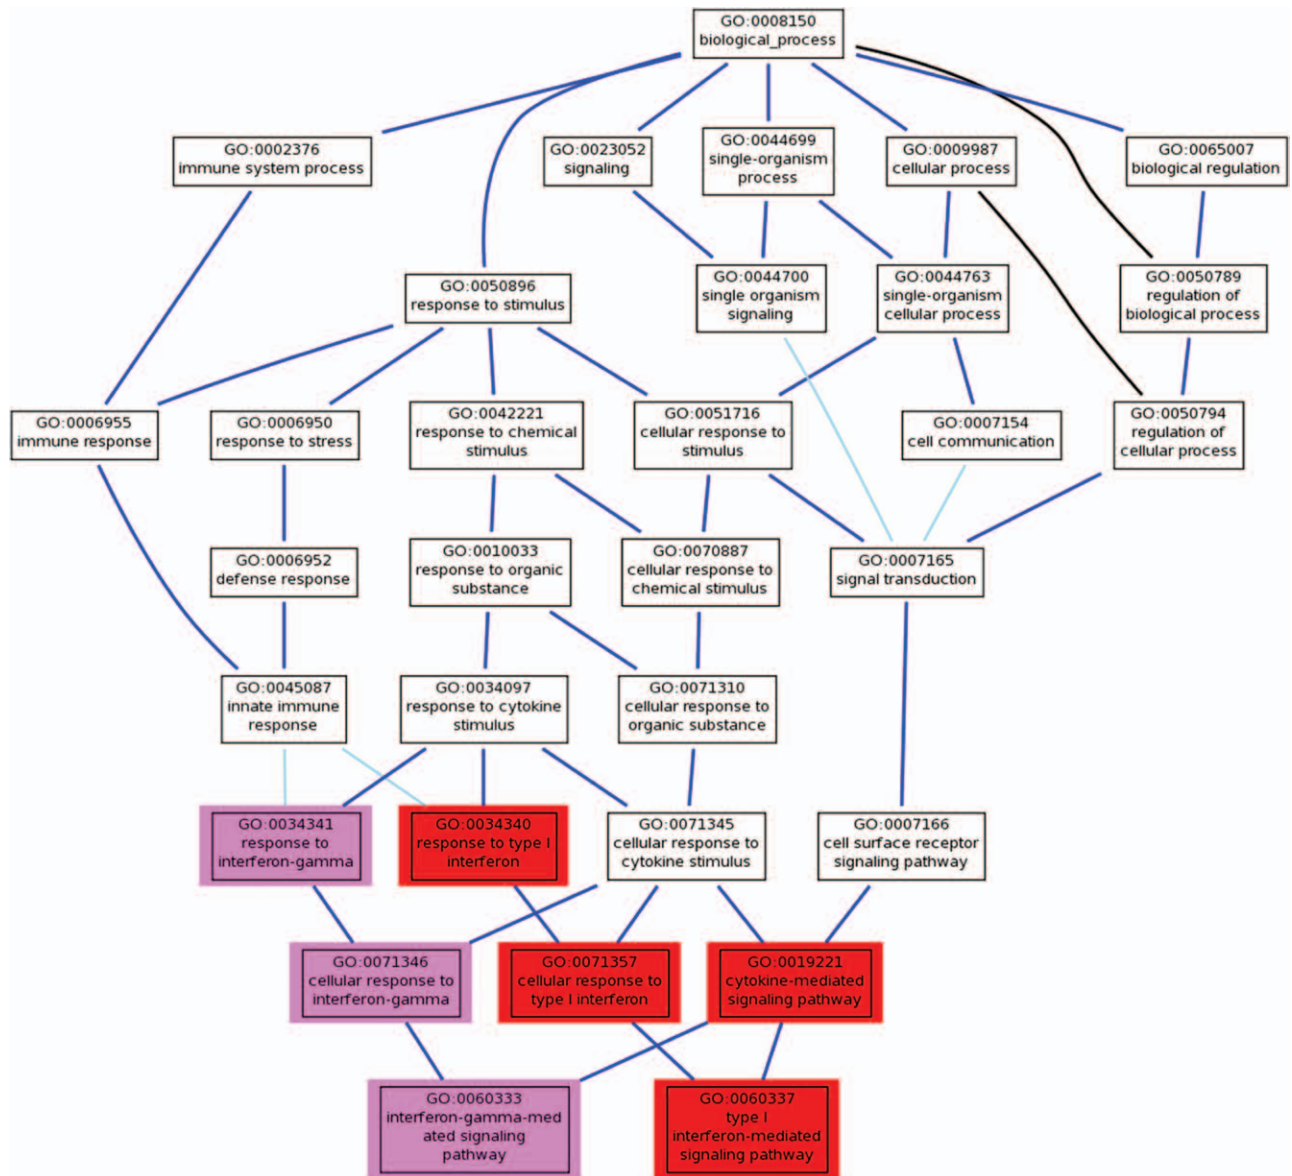 GO:0008150
biological_process
GO:0002376
immune system process
GO:0023052
signaling
GO:0044699
single-organism
process
GO:0009987
cellular process
GO:0065007
biological regulation
GO:0050896
response to stimulus
GO:0044700
single organism
signaling
GO:0044763
single-organism
cellular process
GO:0050789
regulation of
biological process
GO:0006955
immune response
GO:0006950
response to stress
GO:0042221
response to chemical
stimulus
GO:0051716
cellular response to
stimulus
GO:0007154
cell communication
GO:0050794
regulation of
cellular process
GO:0006952
defense response
GO:0010033
response to organic
substance
GO:0070887
cellular response to
chemical stimulus
GO:0007165
signal transduction
GO:0045087
innate immune
response
GO:0034097
response to cytokine
stimulus
GO:0071310
cellular response to
organic substance
GO:0034341
response to
interferon-gamma
GO:0034340
response to type I
interferon
GO:0071345
cellular response to
cytokine stimulus
GO:0007166
cell surface receptor
signaling pathway
GO:0071346
cellular response to
interferon-gamma
GO:0071357
cellular response to
type I interferon
GO:0019221
cytokine-mediated
signaling pathway
GO:0060333
interferon-gamma-med
ated signaling
pathway
GO:0060337
type I
interferon-mediated
signaling pathway